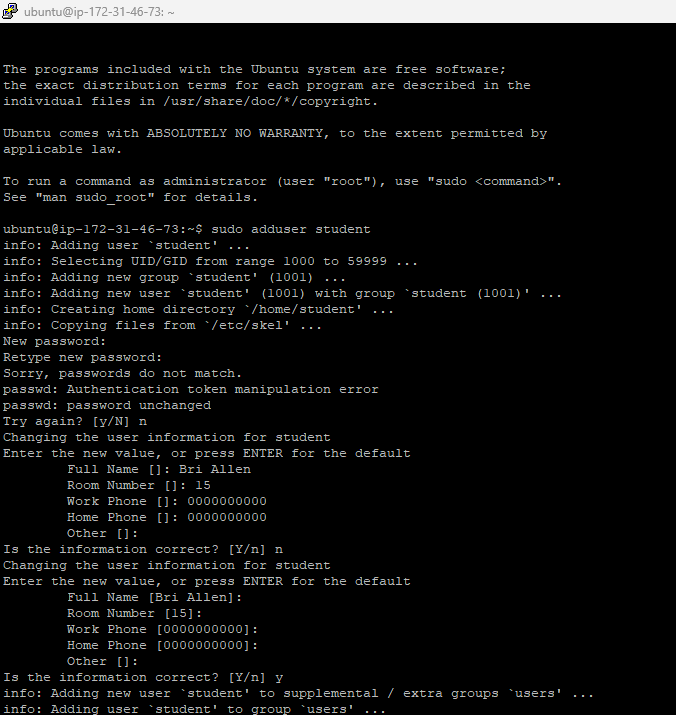 ubuntu@ip-172-31-46-73: ~
The programs included with the Ubuntu system are free software;
the exact distribution terms for each program are described in the
individual files in /usr/share/doc/*/copyright.
Ubuntu comes with ABSOLUTELY NO WARRANTY, to the extent permitted by
applicable law.
To run a command as administrator (user "root"), use "sudo <command>".
See "man sudo_root" for details.
ubuntu@ip-172-31-46-73:~$ sudo adduser student
info: Adding user `student' ...
info: Selecting UID/GID from range 1000 to 59999 ...
info: Adding new group `student' (1001) ...
info: Adding new user `student' (1001) with group `student (1001)' ...
info: Creating home directory `/home/student' ...
info: Copying files from `/etc/skel' ...
New password:
Retype new password:
Sorry, passwords do not match.
passwd: Authentication token manipulation error
passwd: password unchanged
Try again? [y/N] n
Changing the user information for student
Enter the new value, or press ENTER for the default
Full Name []: Bri Allen
Room Number []: 15
Work Phone []: 0000000000
Home Phone []: 0000000000
Other []:
Is the information correct? [Y/n] n
Changing the user information for student
Enter the new value, or press ENTER for the default
Full Name [Bri Allen]:
Room Number [15]:
Work Phone [0000000000]:
Home Phone [0000000000]:
Other []:
Is the information correct? [Y/n] y
info: Adding new user `student' to supplemental / extra groups `users' ...
info: Adding user `student' to group `users' ...